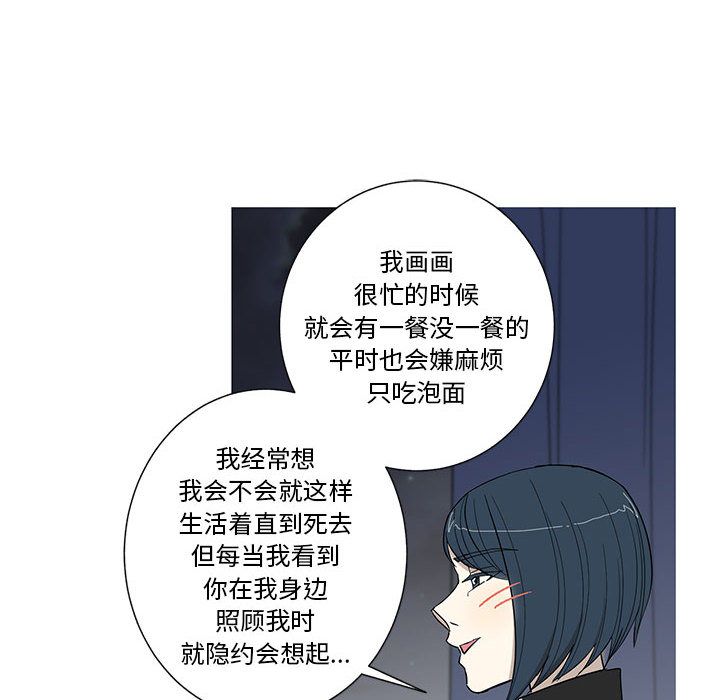 我画画
很忙的时候
就会有一餐没一餐的
平时也会嫌麻烦
只吃泡面
我经常想
我会不会就这样
生活着直到死去
但每当我看到
你在我身边
照顾我时
就隐约会想起...